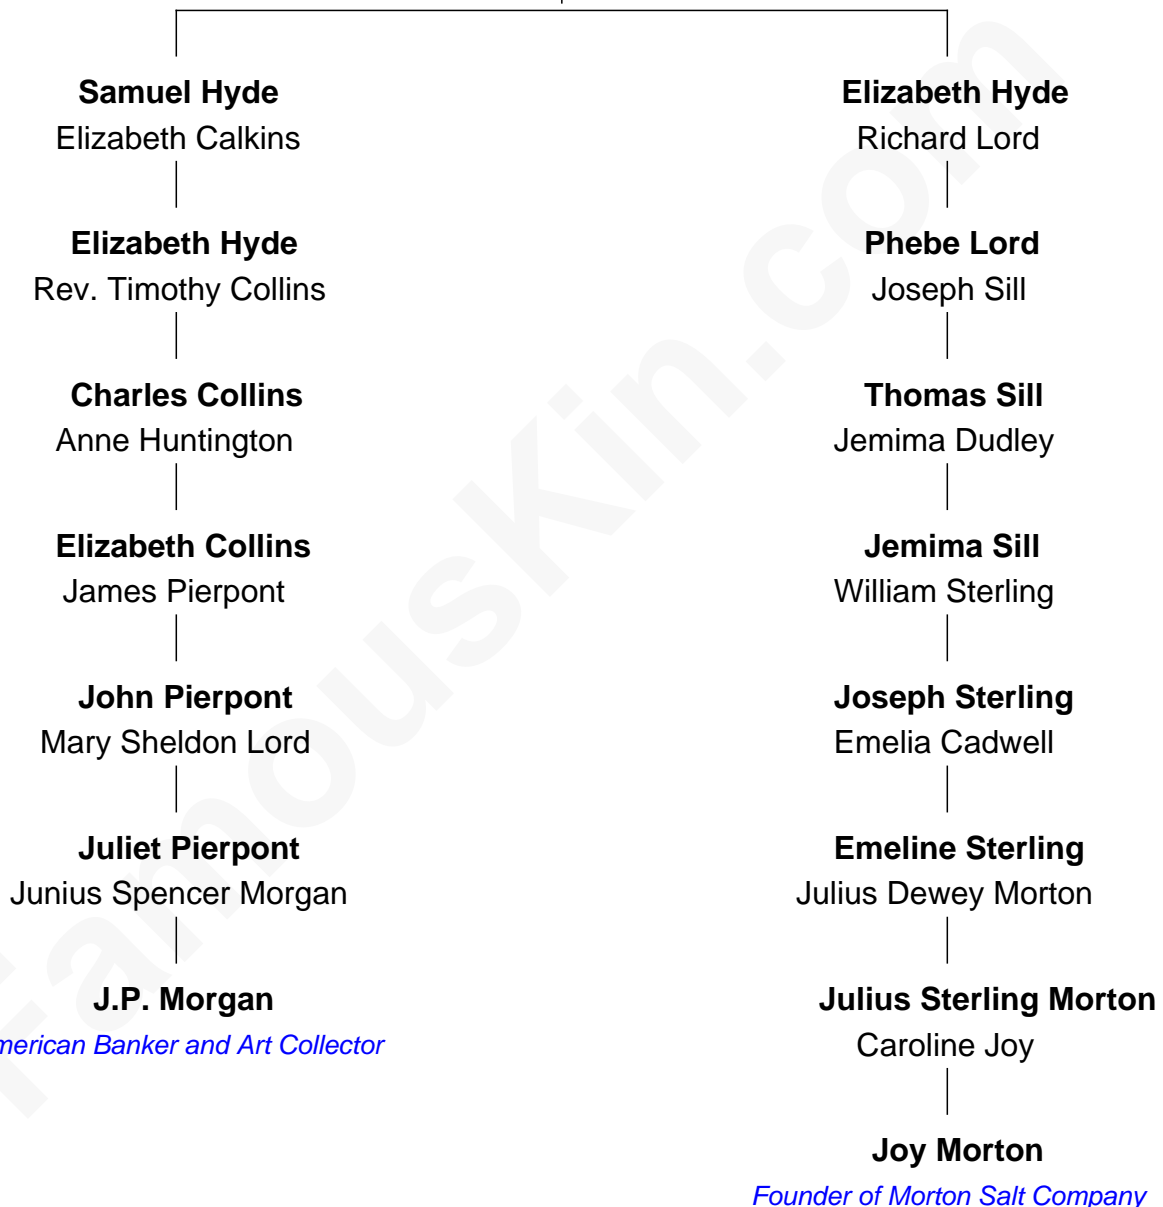 Samuel Hyde
Elizabeth Calkins
Elizabeth Hyde
Rev. Timothy Collins
Charles Collins
Anne Huntington
Elizabeth Collins
James Pierpont
John Pierpont
Mary Sheldon Lord
Juliet Pierpont
Junius Spencer Morgan
J.P. Morgan
merican Banker and Art Collector
Elizabeth Hyde
Richard Lord
Phebe Lord
Joseph Sill
Thomas Sill
Jemima Dudley
Jemima Sill
William Sterling
Joseph Sterling
Emelia Cadwell
Emeline Sterling
Julius Dewey Morton
Julius Sterling Morton
Caroline Joy
Joy Morton
Founder of Morton Salt Company
FamousKin.com